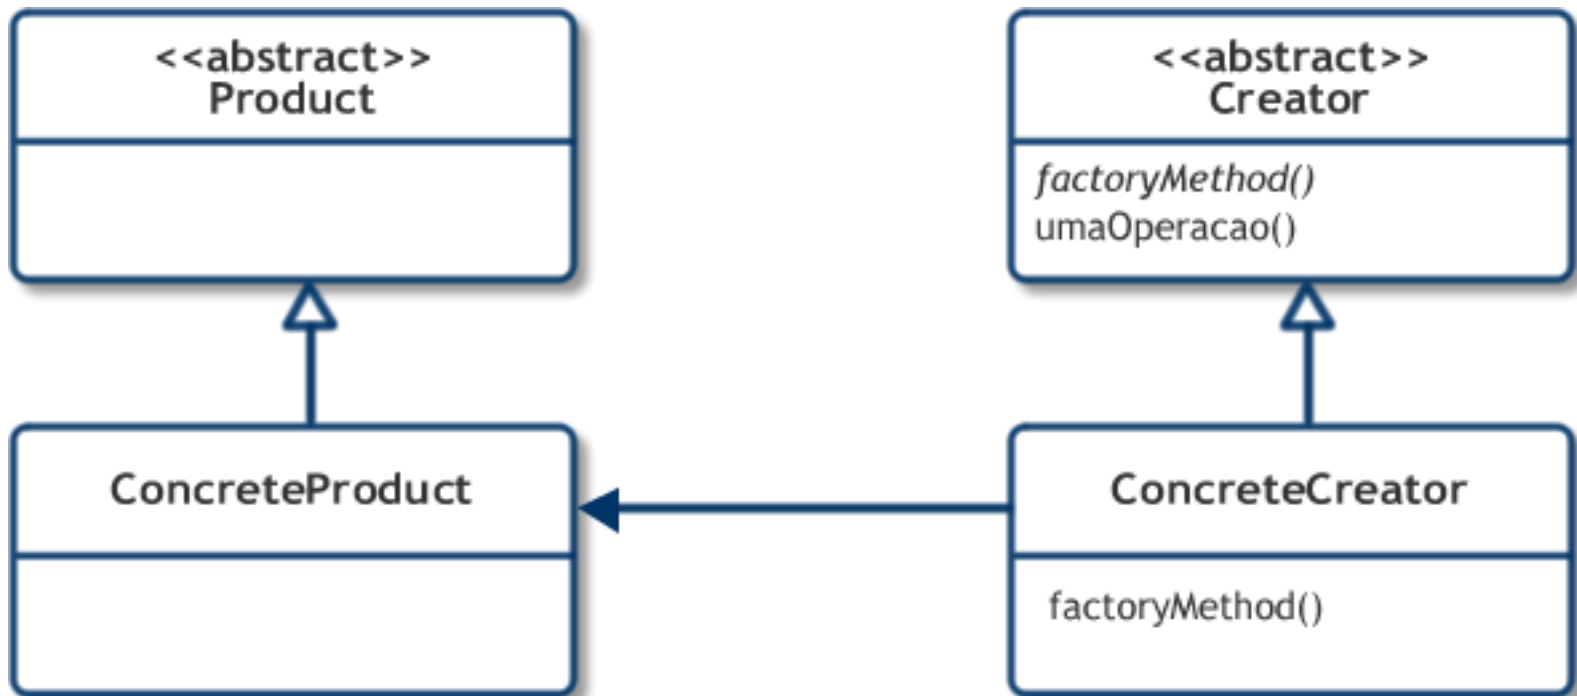 <<abstract>>
Product
<<abstract>>
Creator
factoryMethod()
umaOperacao()
ConcreteProduct
ConcreteCreator
factoryMethod()